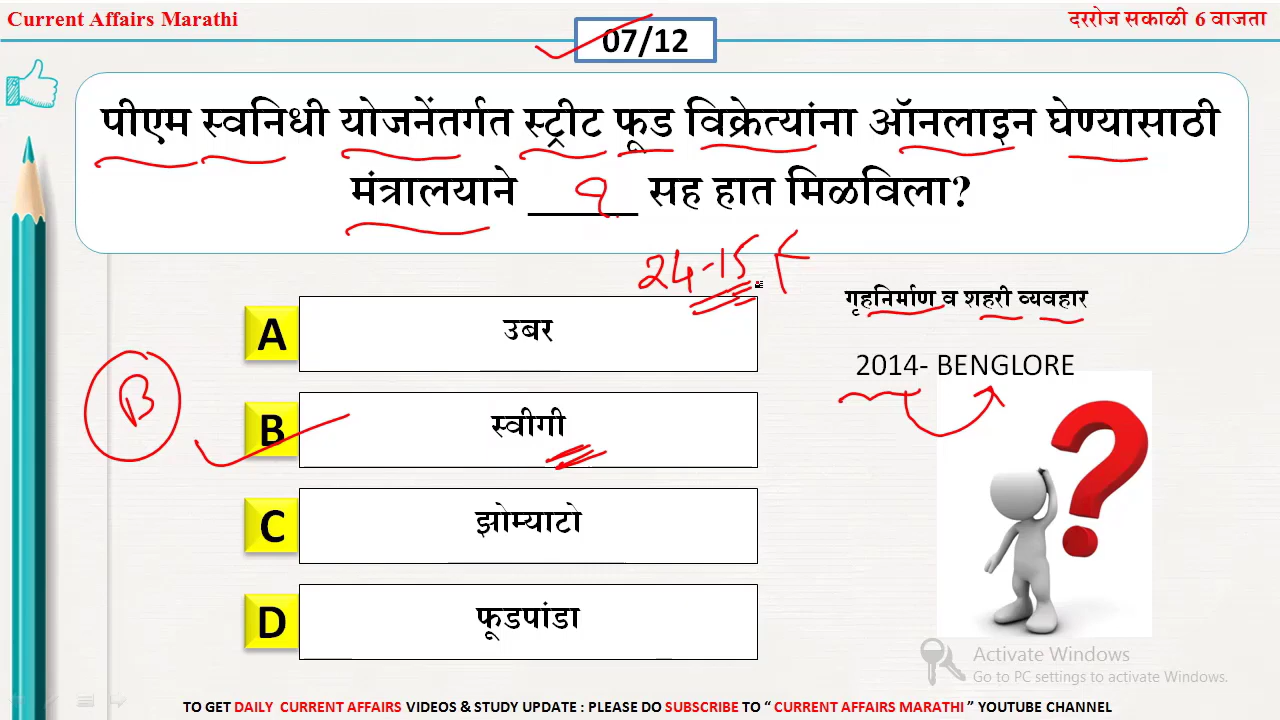 Current Affairs Marathi
दररोज सकाळी 6 वाजता
07/12
पीएम स्वनिधी योजनेंतर्गत स्ट्रीट फूड विक्रेत्यांना ऑनलाइन घेण्यासाठी
मंत्रालयाने _____ सह हात मिळविला?
24-15
A उबर
B स्वीगी
C झोम्याटो
D फूडपांडा
B
गृहनिर्माण व शहरी व्यवहार
2014- BENGLORE
Activate Windows
Go to PC settings to activate Windows.
TO GET DAILY CURRENT AFFAIRS VIDEOS & STUDY UPDATE : PLEASE DO SUBSCRIBE TO “ CURRENT AFFAIRS MARATHI ” YOUTUBE CHANNEL